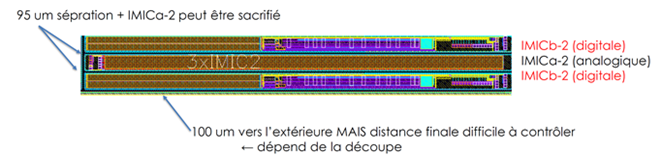 95 um sépration + IMICa-2 peut être sacrifié
3xIMIC2
IMICb-2 (digitale)
IMICa-2 (analogique)
IMICb-2 (digitale)
100 um vers l'extérieure MAIS distance finale difficile à contrôler
← dépend de la découpe